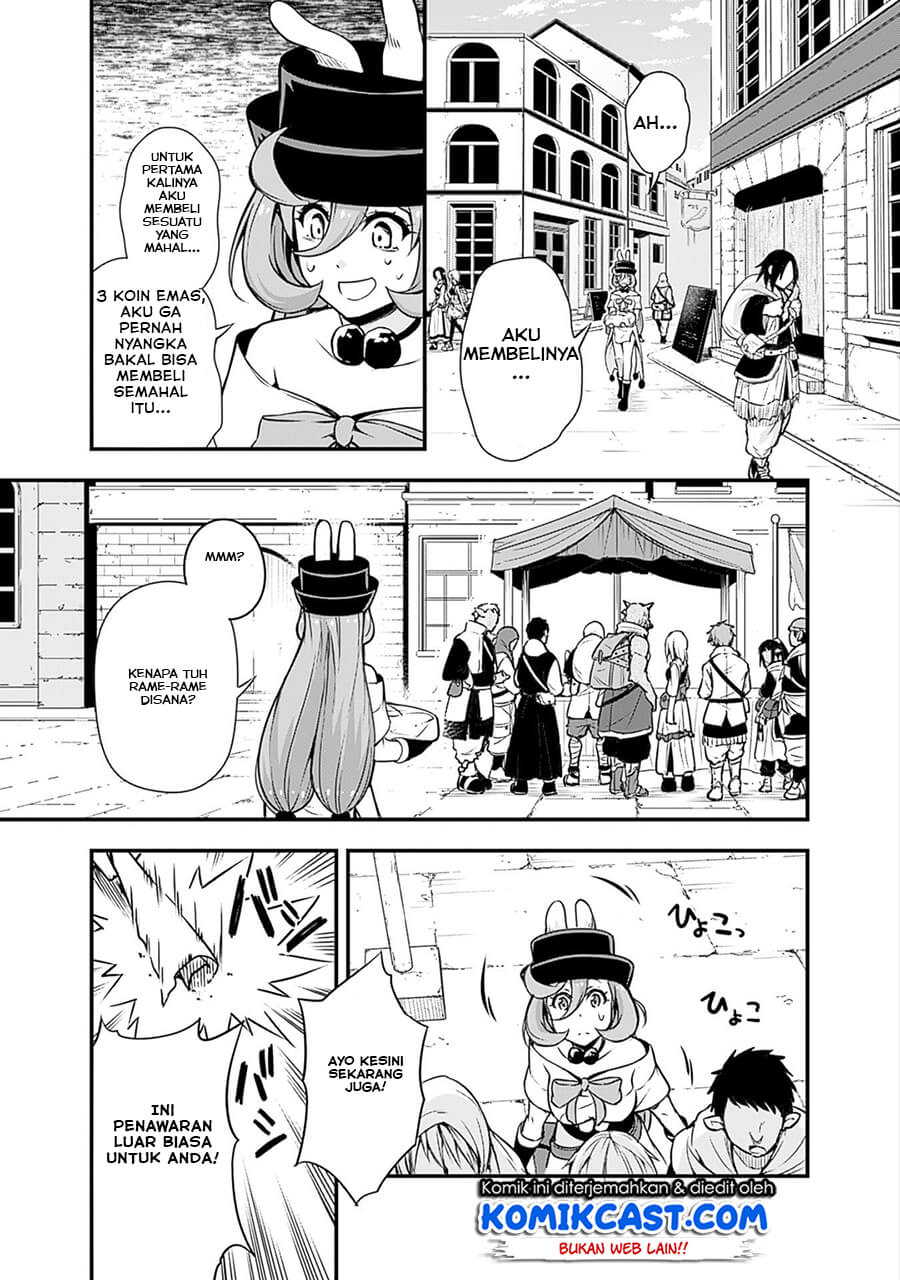 AH...
AKU
MEMBELINYA
...
UNTUK
PERTAMA
KALINYA
AKU
MEMBELI
SESUATU
YANG
MAHAL...
3 KOIN EMAS,
AKU GA
PERNAH
NYANGKA
BAKAL BISA
MEMBELI
SEMAHAL
ITU...
MMM?
KENAPA TUH
RAME-RAME
DISANA?
ひょこっ
ひょこ
AYO KESINI
SEKARANG
JUGA!
INI
PENAWARAN
LUAR BIASA
UNTUK ANDA!
Komik ini diterjemahkan & diedit oleh
KOMIKCAST.COM
BUKAN WEB LAIN!!